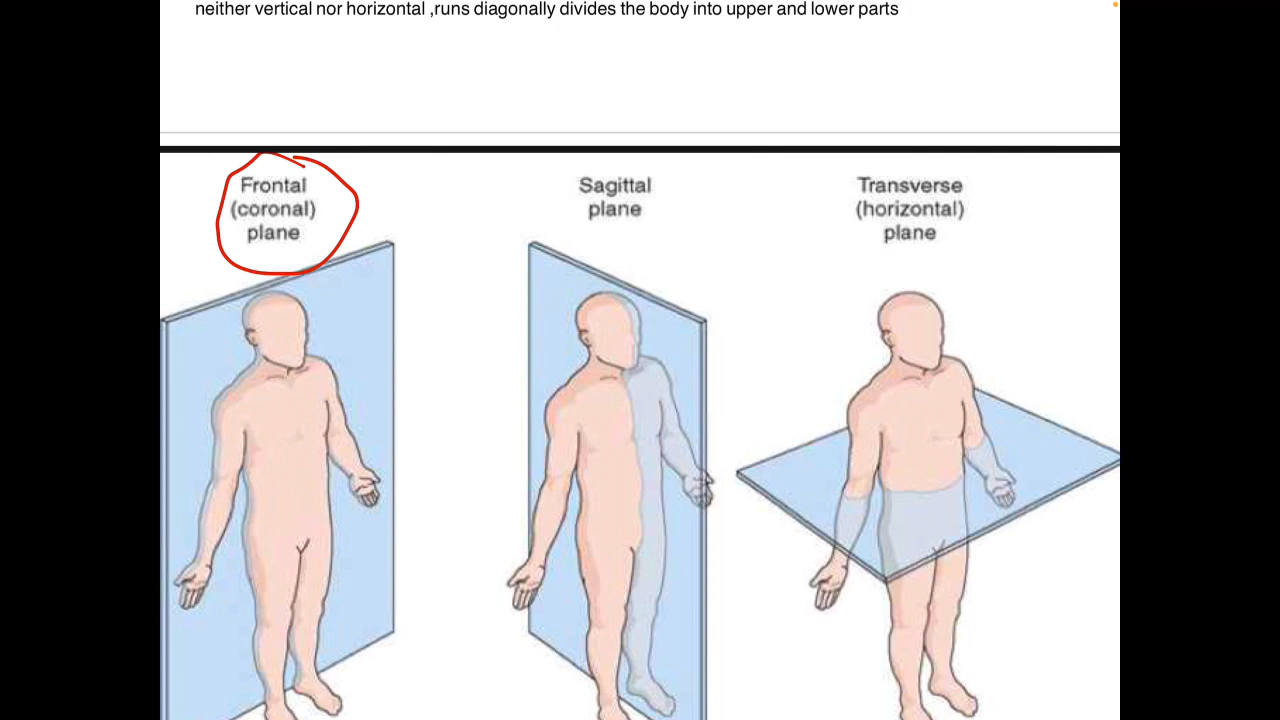 neither vertical nor horizontal ,runs diagonally divides the body into upper and lower parts
Frontal
(coronal)
plane
Sagittal
plane
Transverse
(horizontal)
plane